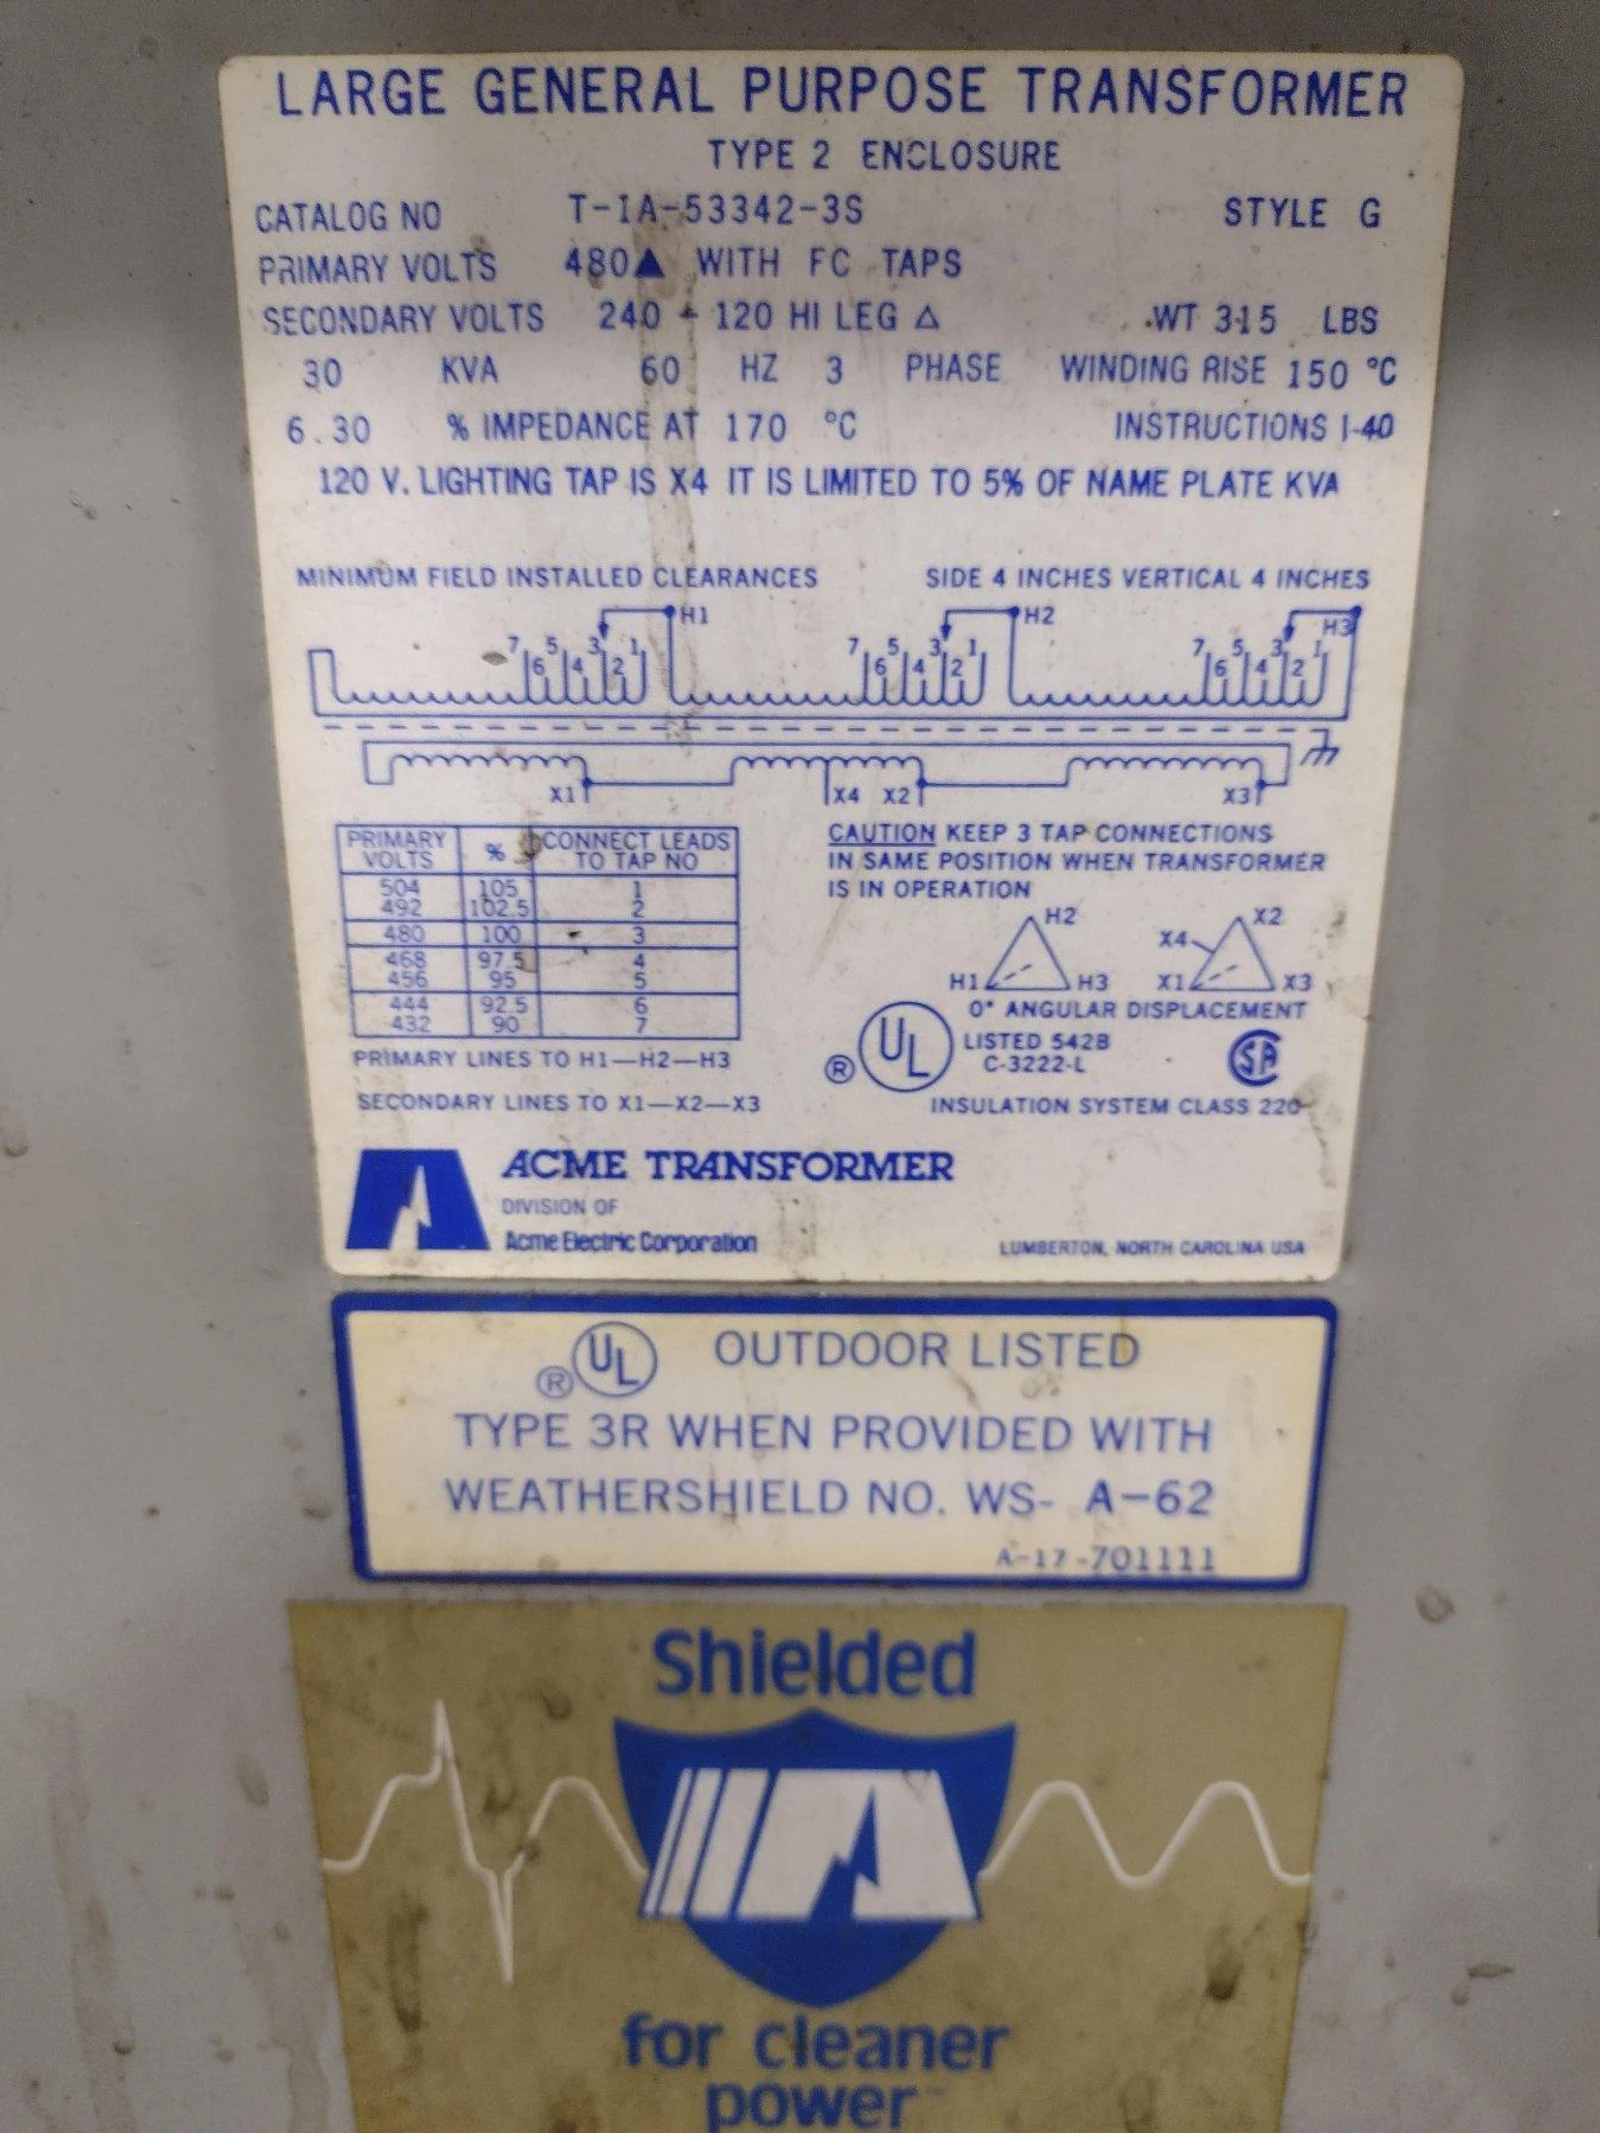 LARGE GENERAL PURPOSE TRANSFORMER
TYPE 2 ENCLOSURE
CATALOG NO T-1A-53342-3S STYLE G
PRIMARY VOLTS 480▲ WITH FC TAPS
SECONDARY VOLTS 240 - 120 HI LEG △ WT 315 LBS
30 KVA 60 HZ 3 PHASE WINDING RISE 150 °C
6.30 % IMPEDANCE AT 170 °C INSTRUCTIONS I-40
120 V. LIGHTING TAP IS X4 IT IS LIMITED TO 5% OF NAME PLATE KVA
MINIMUM FIELD INSTALLED CLEARANCES SIDE 4 INCHES VERTICAL 4 INCHES
H1 H2 H3
7 6 5 4 3 2 1 7 6 5 4 3 2 1 7 6 5 4 3 2 1
X1 X4 X2 X3
PRIMARY VOLTS % CONNECT LEADS TO TAP NO
504 105 1
492 102.5 2
480 100 3
468 97.5 4
456 95 5
444 92.5 6
432 90 7
PRIMARY LINES TO H1—H2—H3
SECONDARY LINES TO X1—X2—X3
CAUTION KEEP 3 TAP CONNECTIONS
IN SAME POSITION WHEN TRANSFORMER
IS IN OPERATION
H2 X2
X4
H1 H3 X1 X3
0° ANGULAR DISPLACEMENT
® UL LISTED 542B
C-3222-L
SA
INSULATION SYSTEM CLASS 220
ACME TRANSFORMER
DIVISION OF
Acme Electric Corporation
LUMBERTON, NORTH CAROLINA USA
® UL OUTDOOR LISTED
TYPE 3R WHEN PROVIDED WITH
WEATHERSHIELD NO. WS- A-62
A-17-701111
Shielded
A
for cleaner
power